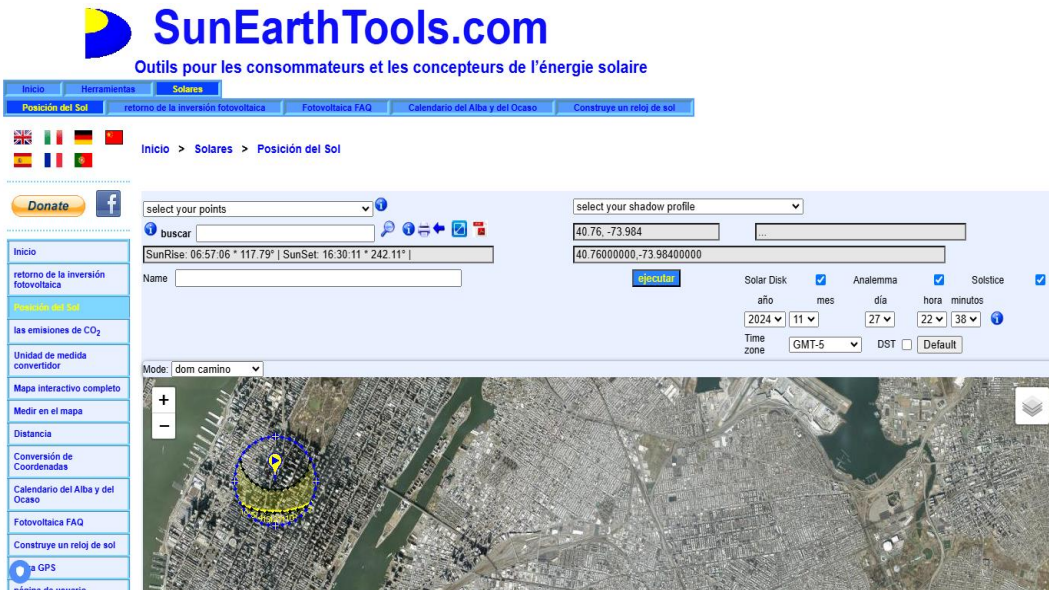 SunEarthTools.com
Outils pour les consommateurs et les concepteurs de l'énergie solaire
Inicio Herramientas Solares
Posición del Sol retorno de la inversión fotovoltaica Fotovoltaica FAQ Calendario del Alba y del Ocaso Construye un reloj de sol
Inicio > Solares > Posición del Sol
Donate
select your points
select your shadow profile
buscar
40.76, -73.984
...
SunRise: 06:57:06 * 117.79° | SunSet: 16:30:11 * 242.11° |
40.76000000,-73.98400000
Name
ejecutar
Solar Disk Analemma Solstice
año mes día hora minutos
2024 11 27 22 38
Time zone GMT-5 DST Default
Mode: dom camino
+
−
Inicio
retorno de la inversión
fotovoltaica
Posición del Sol
las emisiones de CO2
Unidad de medida
convertidor
Mapa interactivo completo
Medir en el mapa
Distancia
Conversión de
Coordenadas
Calendario del Alba y del
Ocaso
Fotovoltaica FAQ
Construye un reloj de sol
GPS